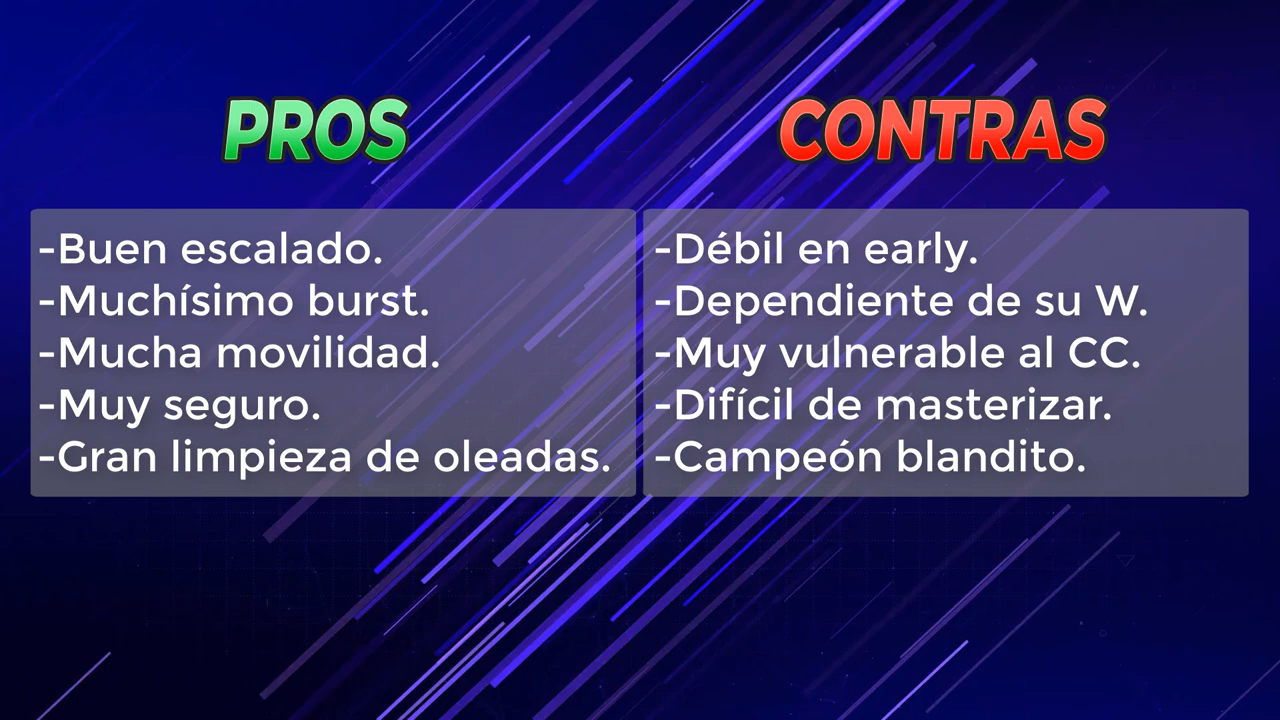 PROS
-Buen escalado.
-Muchísimo burst.
-Mucha movilidad.
-Muy seguro.
-Gran limpieza de oleadas.
CONTRAS
-Débil en early.
-Dependiente de su W.
-Muy vulnerable al CC.
-Difícil de masterizar.
-Campeón blandito.